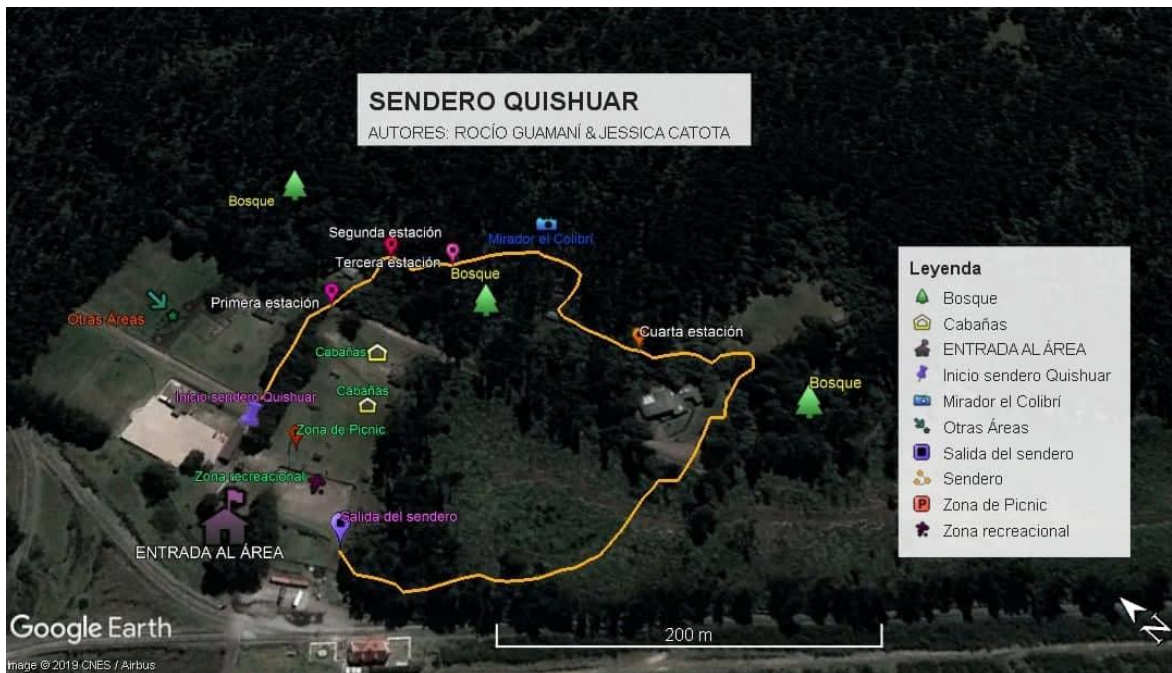 SENDERO QUISHUAR
AUTORES: ROCÍO GUAMANÍ & JESSICA CATOTA
Bosque
Segunda estación
Mirador el Colibrí
Tercera estación
Bosque
Primera estación
Otras Áreas
Cuarta estación
Cabañas
Bosque
Cabañas
Inicio sendero Quishuar
Zona de Picnic
Zona recreacional
Salida del sendero
ENTRADA AL ÁREA
Leyenda
Bosque
Cabañas
ENTRADA AL ÁREA
Inicio sendero Quishuar
Mirador el Colibrí
Otras Áreas
Salida del sendero
Sendero
P Zona de Picnic
Zona recreacional
N
200 m
Google Earth
Image © 2019 CNES / Airbus